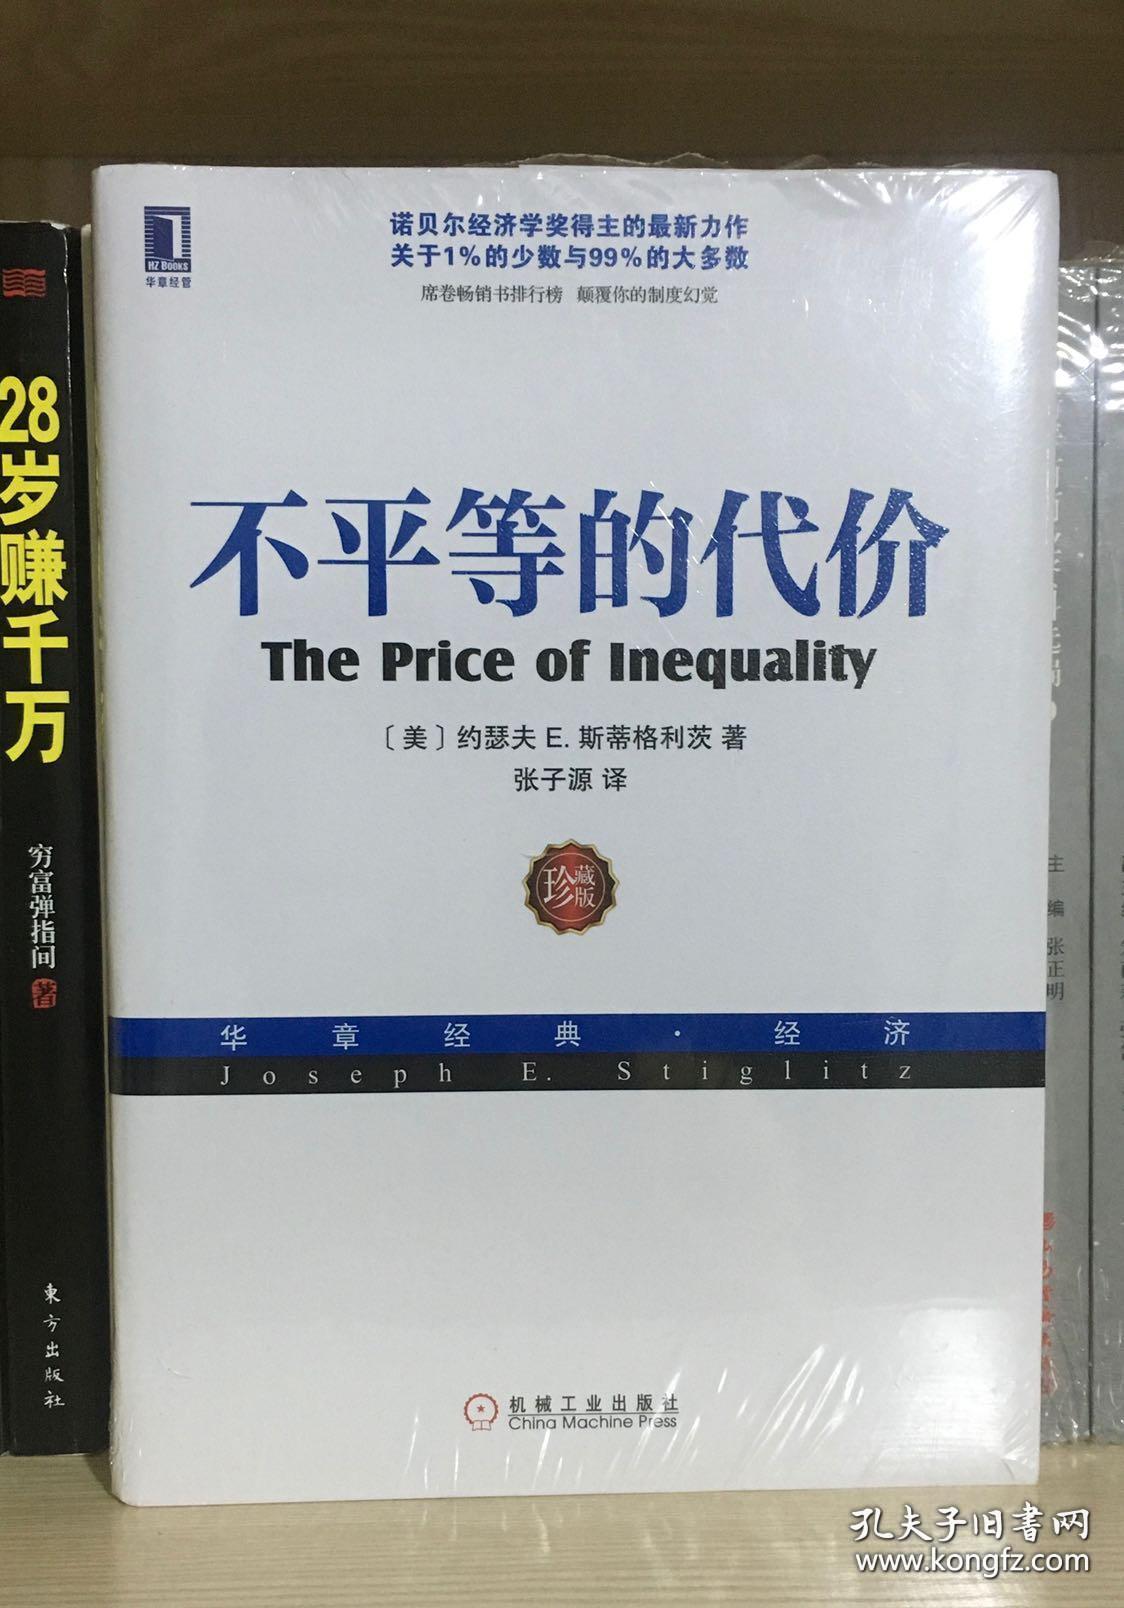 28岁赚千万
穷富弹指间
著
東方出版社
HZ BOOKS
华章经管
诺贝尔经济学奖得主的最新力作
关于1%的少数与99%的大多数
席卷畅销书排行榜 颠覆你的制度幻觉
不平等的代价
The Price of Inequality
〔美〕约瑟夫 E. 斯蒂格利茨 著
张子源 译
珍藏版
华章经典·经济
Joseph E. Stiglitz
机械工业出版社
China Machine Press
主编 张正明
孔夫子旧书网
www.kongfz.com